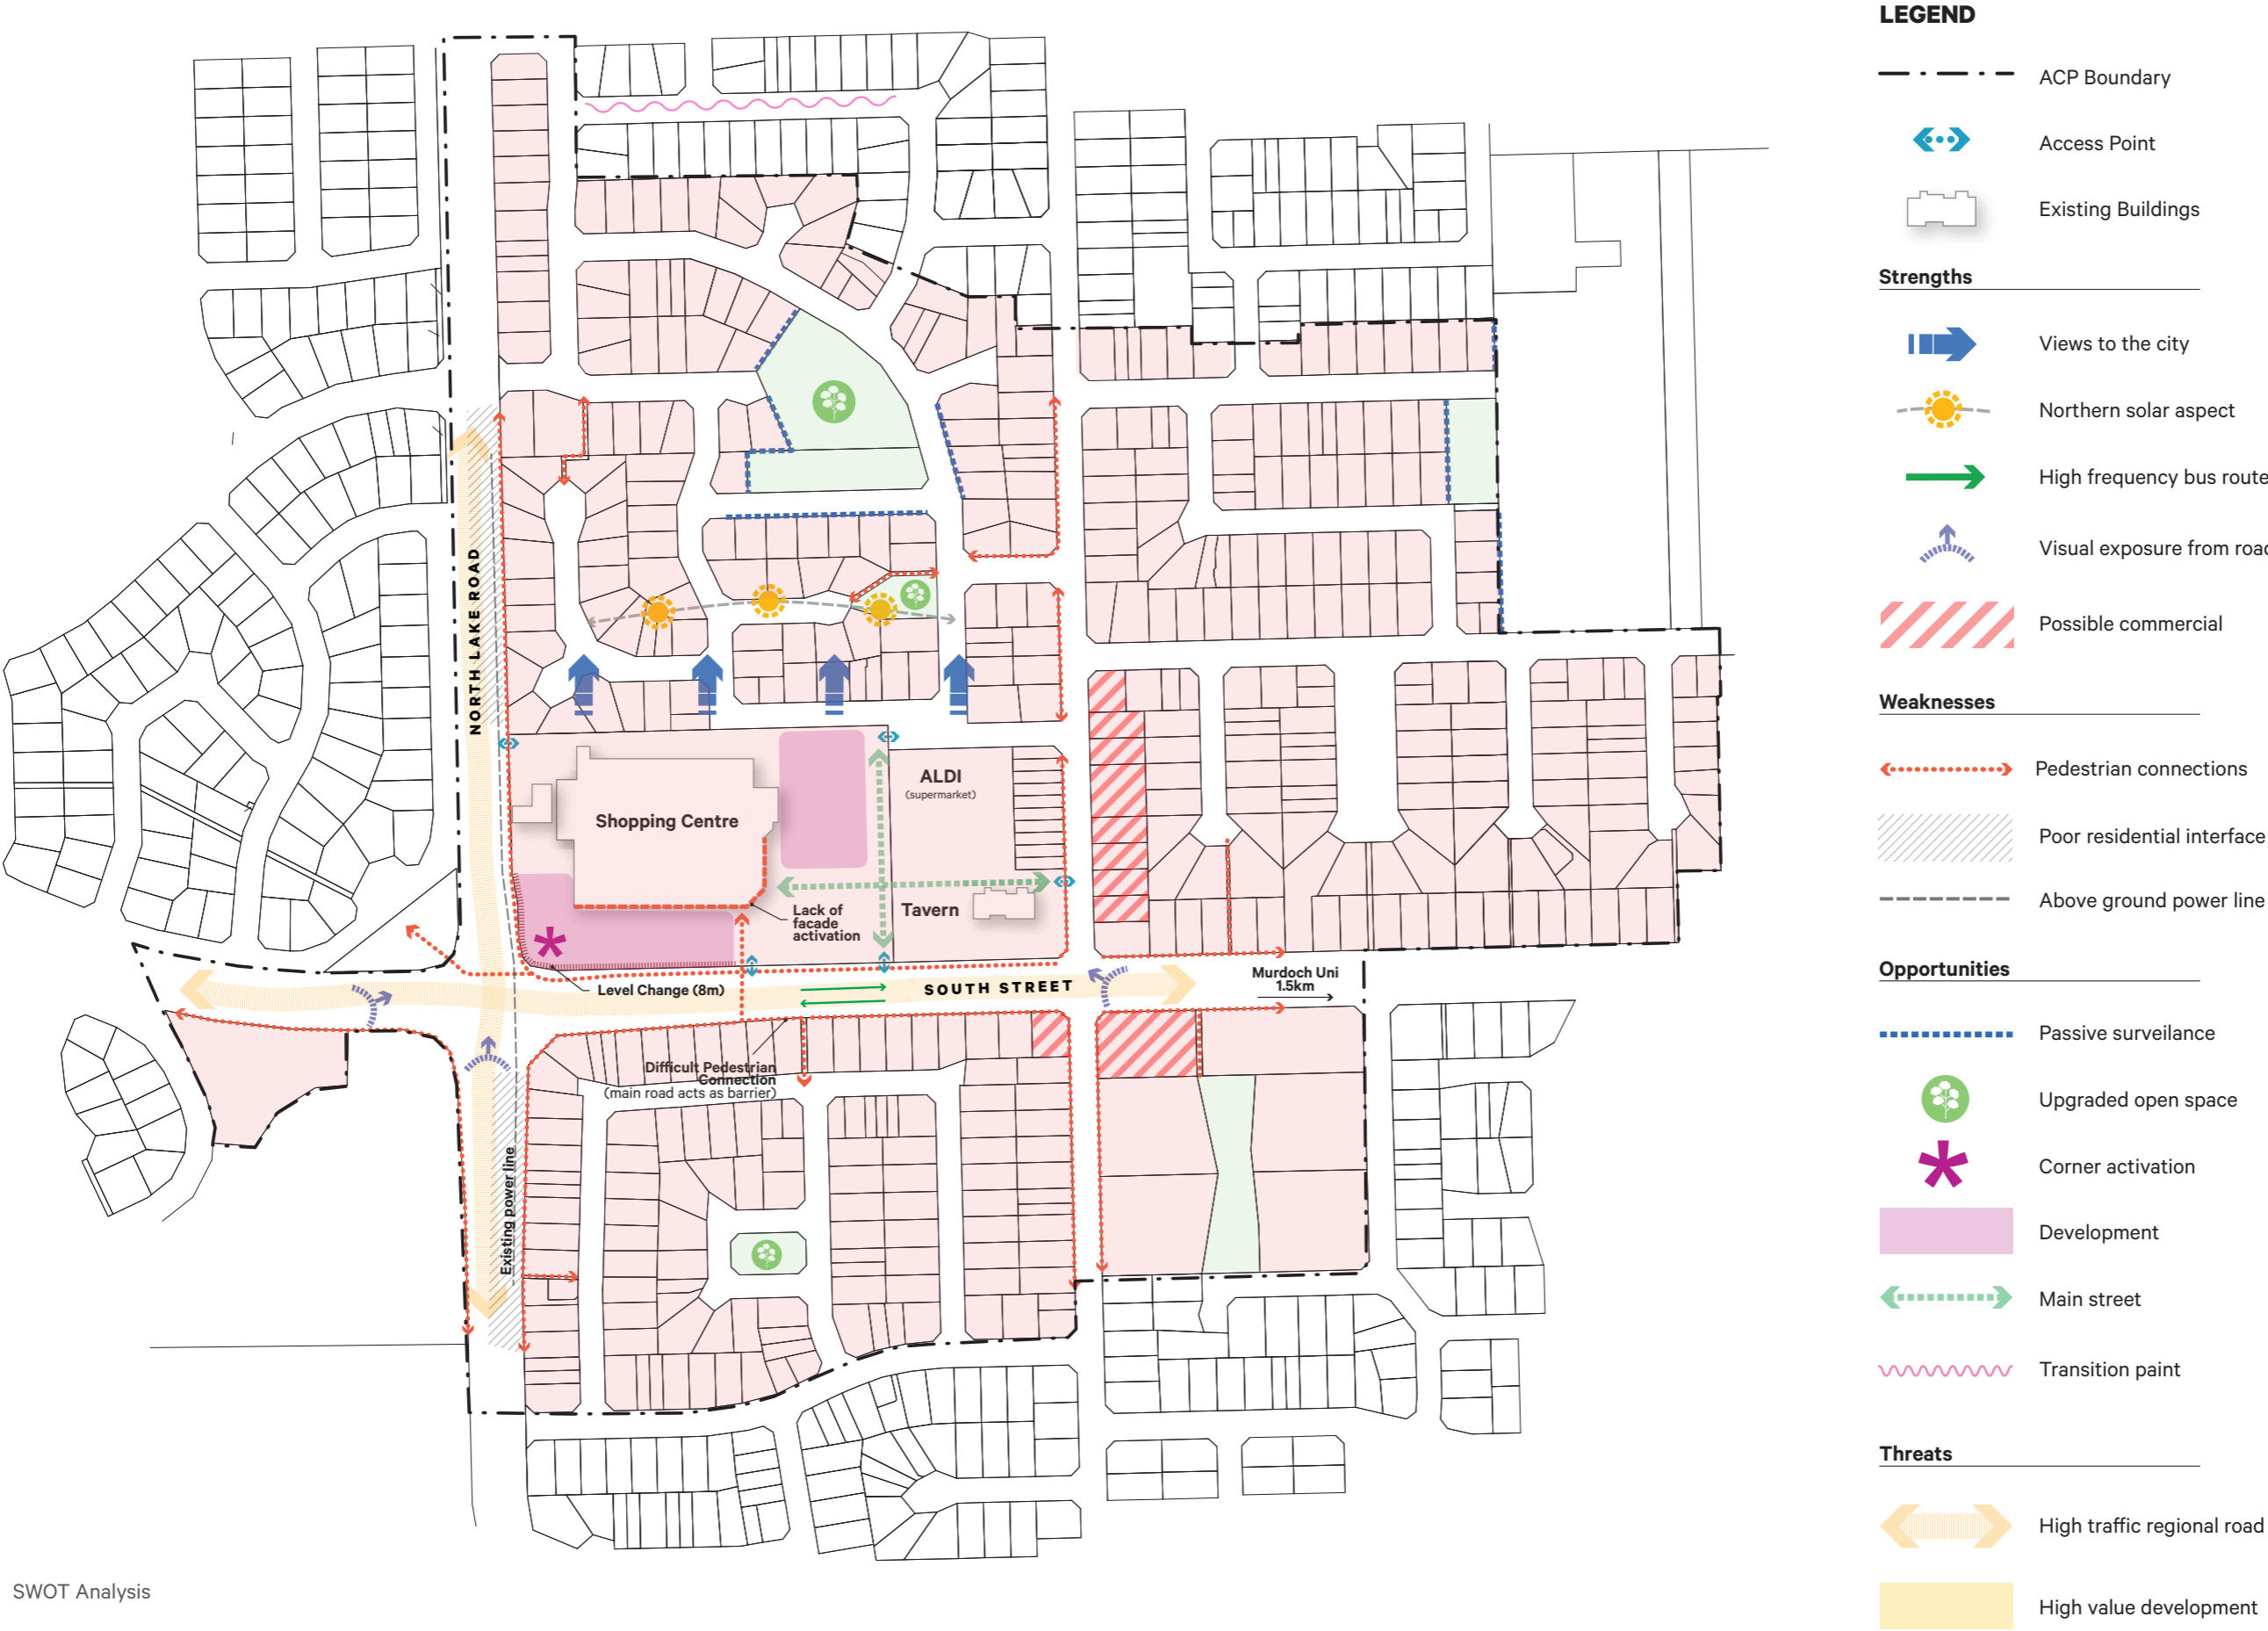 NORTH LAKE ROAD
ALDI
(supermarket)
Shopping Centre
Lack of
facade
activation
Tavern
Level Change (8m)
SOUTH STREET
Murdoch Uni
1.5km
Difficult Pedestrian
Connection
(main road acts as barrier)
Existing power line
SWOT Analysis
LEGEND
ACP Boundary
Access Point
Existing Buildings
Strengths
Views to the city
Northern solar aspect
High frequency bus route
Visual exposure from road
Possible commercial
Weaknesses
Pedestrian connections
Poor residential interface
Above ground power line
Opportunities
Passive surveilance
Upgraded open space
Corner activation
Development
Main street
Transition paint
Threats
High traffic regional road
High value development